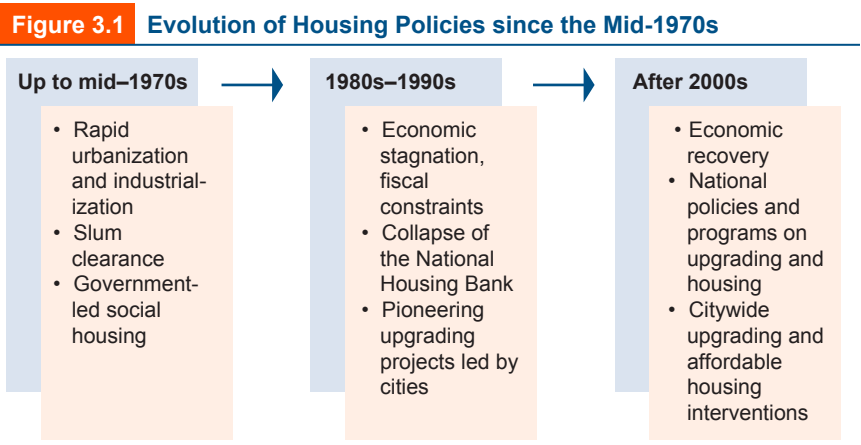 Figure 3.1 Evolution of Housing Policies since the Mid-1970s
Up to mid–1970s
• Rapid
urbanization
and industrial-
ization
• Slum
clearance
• Government-
led social
housing
1980s–1990s
• Economic
stagnation,
fiscal
constraints
• Collapse of
the National
Housing Bank
• Pioneering
upgrading
projects led by
cities
After 2000s
• Economic
recovery
• National
policies and
programs on
upgrading and
housing
• Citywide
upgrading and
affordable
housing
interventions